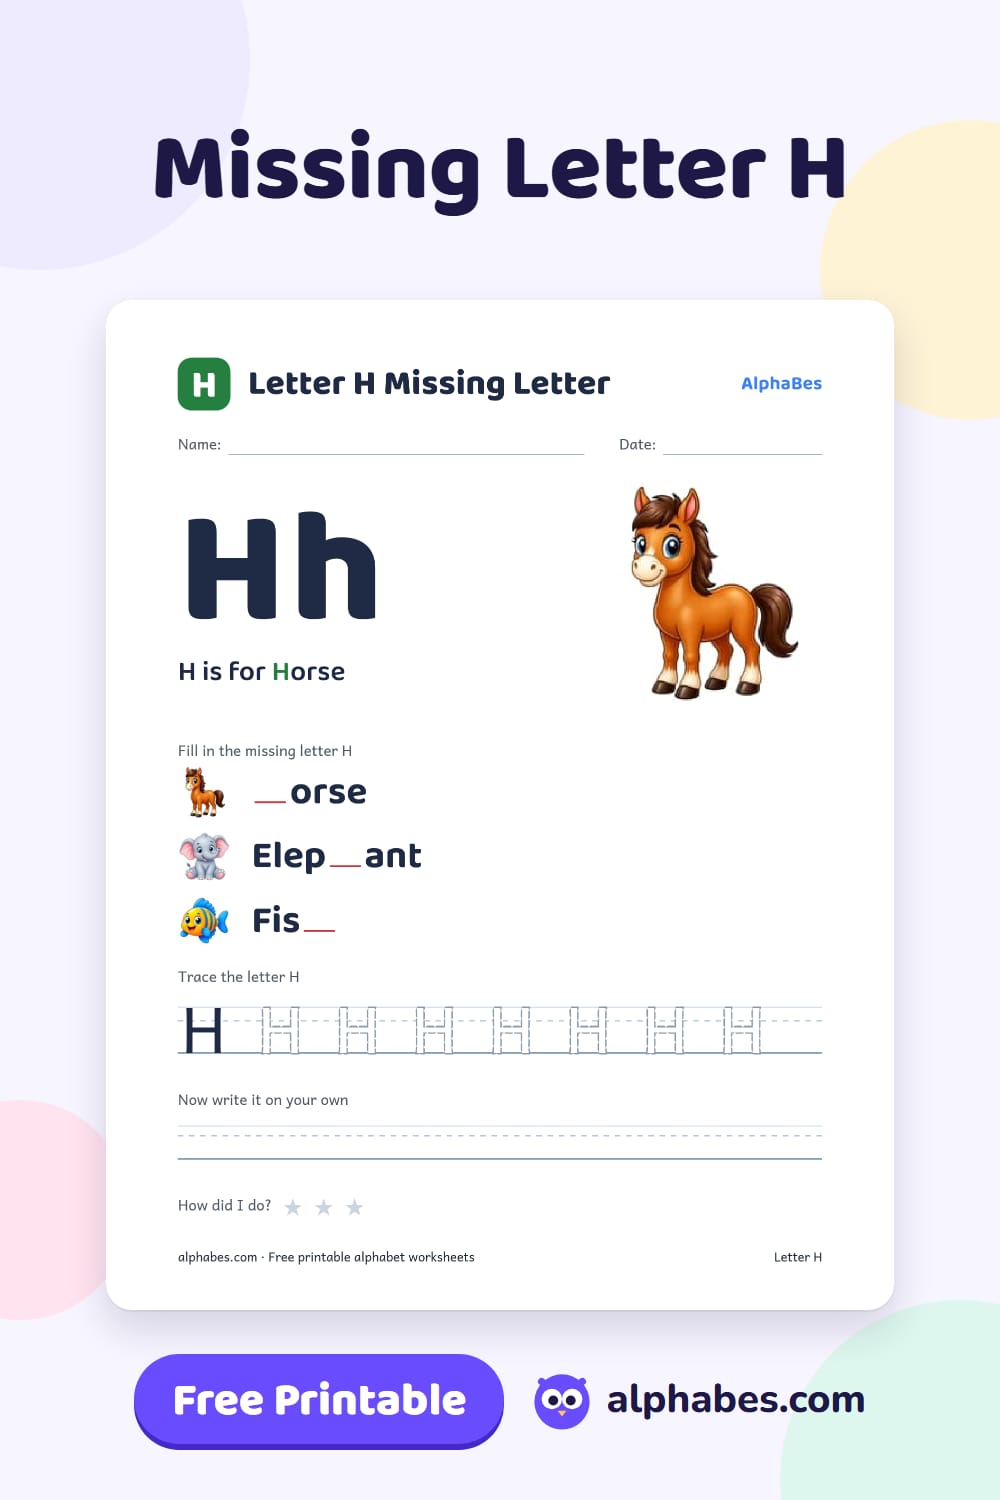 Missing Letter H
H Letter H Missing Letter AlphaBes
Name: Date:
Hh
H is for Horse
Fill in the missing letter H
__orse
Elep__ant
Fis__
Trace the letter H
H H H H H H H H
Now write it on your own
How did I do? ★ ★ ★
alphabes.com · Free printable alphabet worksheets Letter H
Free Printable alphabes.com